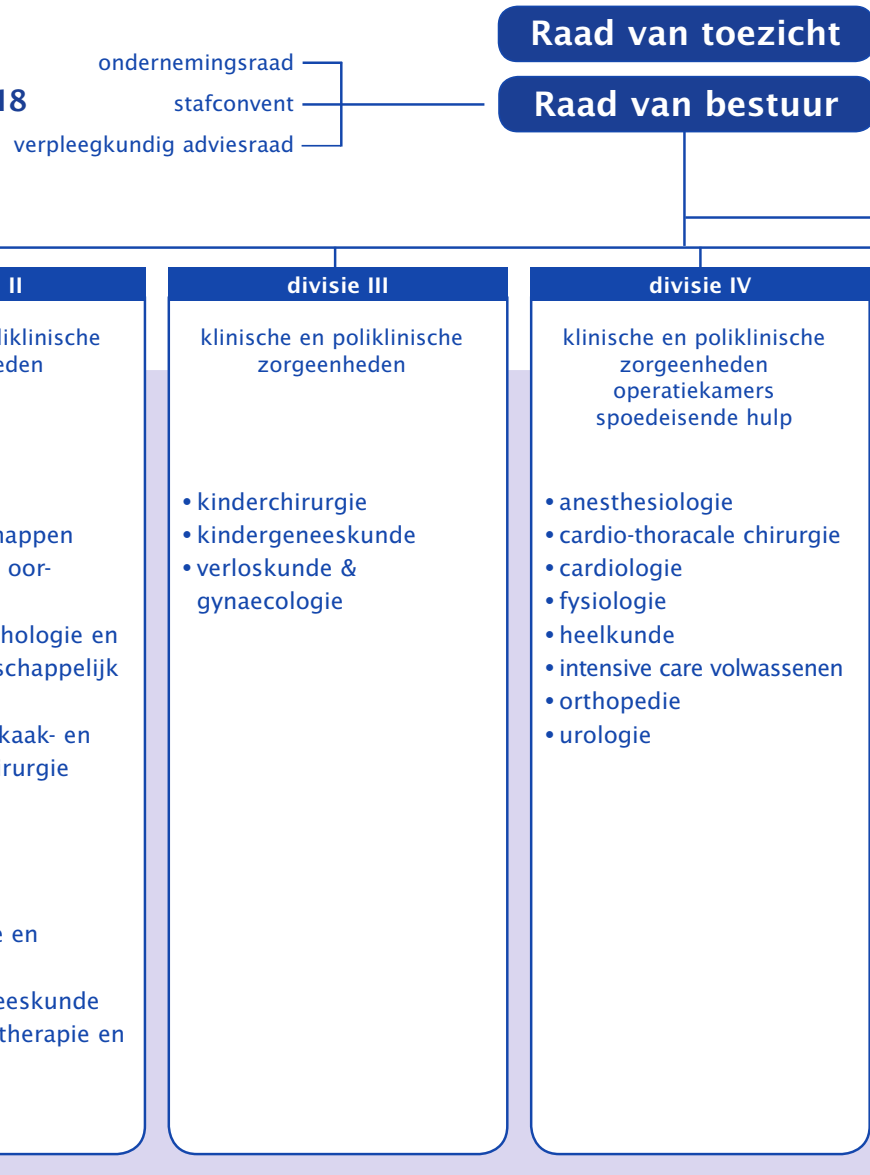 Raad van toezicht
ondernemingsraad
18
stafconvent
Raad van bestuur
verpleegkundig adviesraad
II
liklinische
eden
happen
oor-
hologie en
schappelijk
kaak- en
irurgie
e en
eeskunde
therapie en
divisie III
klinische en poliklinische
zorgeenheden
• kinderchirurgie
• kindergeneeskunde
• verloskunde &
gynaecologie
divisie IV
klinische en poliklinische
zorgeenheden
operatiekamers
spoedeisende hulp
• anesthesiologie
• cardio-thoracale chirurgie
• cardiologie
• fysiologie
• heelkunde
• intensive care volwassenen
• orthopedie
• urologie